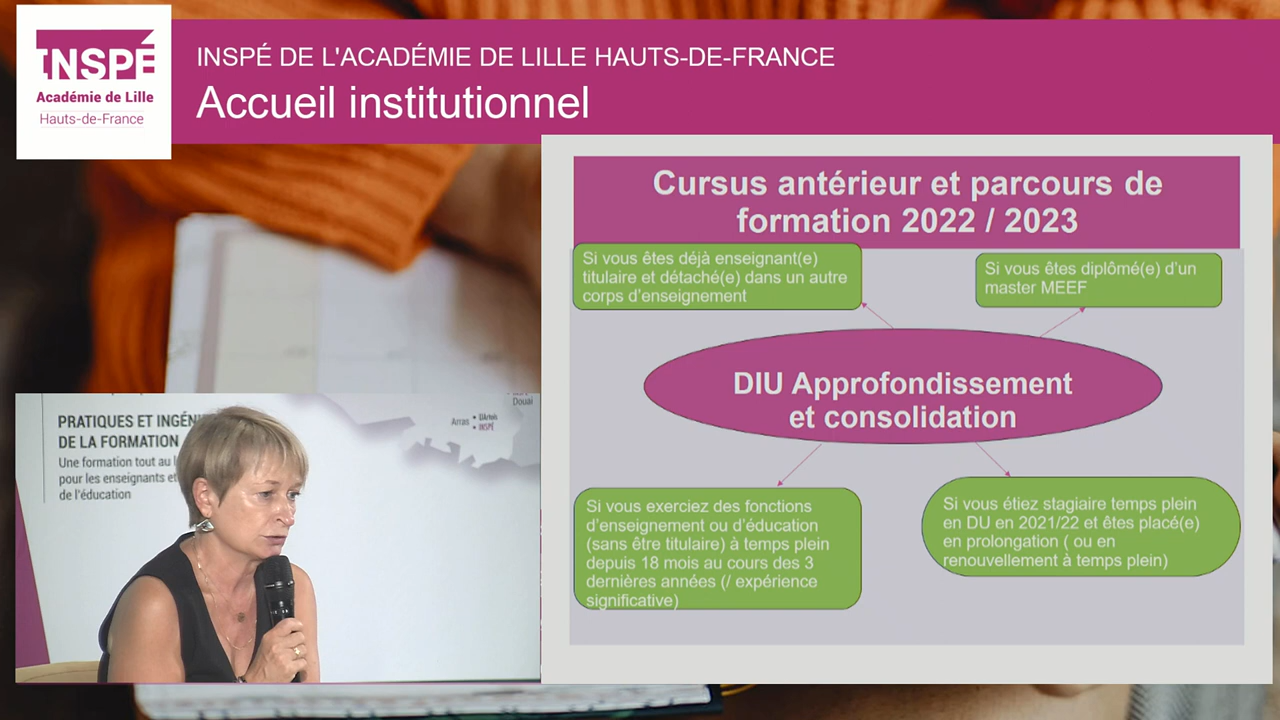 INSPÉ
Académie de Lille
Hauts-de-France
INSPÉ DE L'ACADÉMIE DE LILLE HAUTS-DE-FRANCE
Accueil institutionnel
Cursus antérieur et parcours de
formation 2022 / 2023
Si vous êtes déjà enseignant(e)
titulaire et détaché(e) dans un autre
corps d'enseignement
Si vous êtes diplômé(e) d'un
master MEEF
DIU Approfondissement
et consolidation
Si vous exerciez des fonctions
d'enseignement ou d'éducation
(sans être titulaire) à temps plein
depuis 18 mois au cours des 3
dernières années (/ expérience
significative)
Si vous étiez stagiaire temps plein
en DU en 2021/22 et êtes placé(e)
en prolongation ( ou en
renouvellement à temps plein)
PRATIQUES ET INGÉN
DE LA FORMATION
Une formation tout au l
pour les enseignants et
de l'éducation
Douai
Arras
INSPÉ